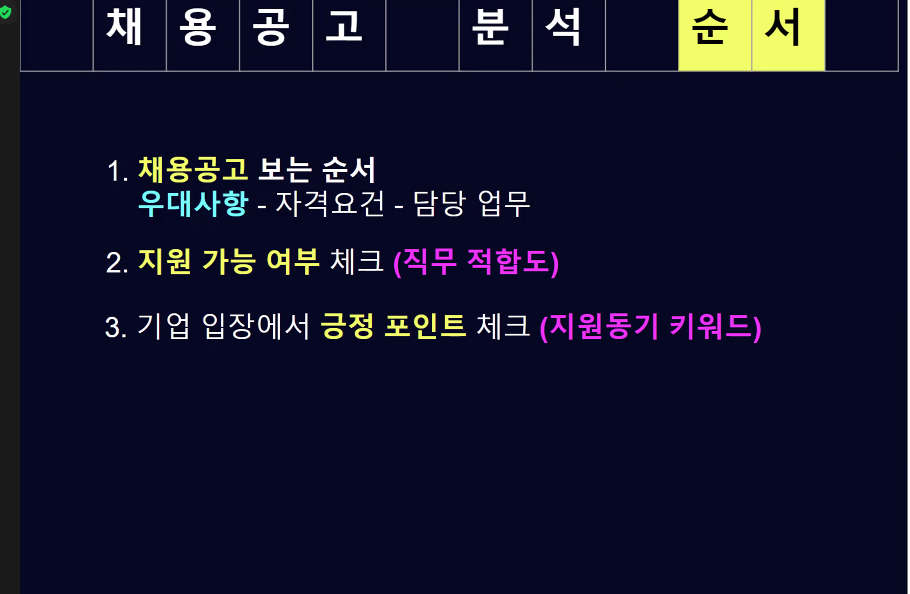 채용공고 분석 순서
1. 채용공고 보는 순서
우대사항 - 자격요건 - 담당 업무
2. 지원 가능 여부 체크 (직무 적합도)
3. 기업 입장에서 긍정 포인트 체크 (지원동기 키워드)